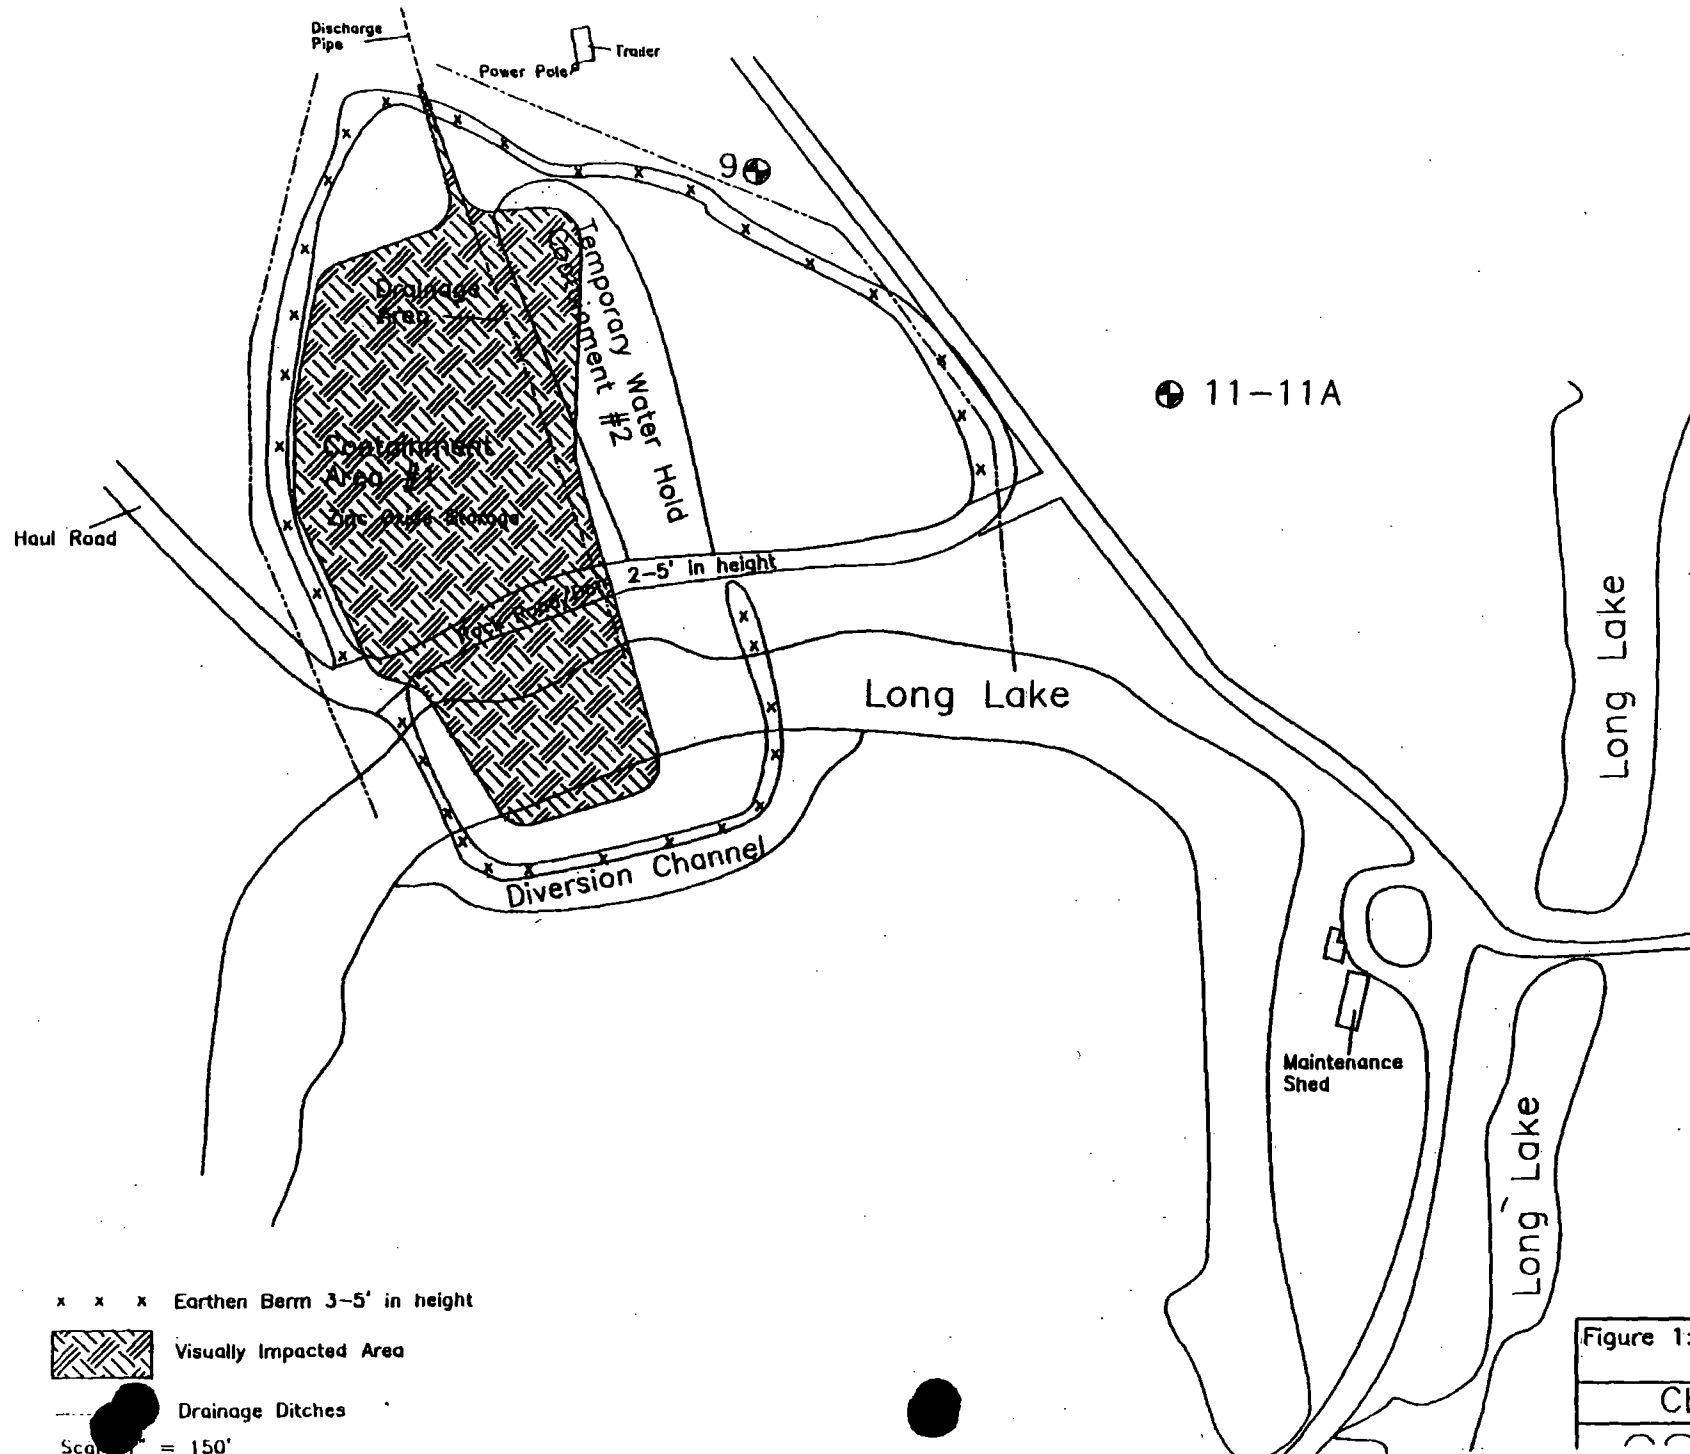 Discharge
Pipe
Trailer
Power Pole
9
11-11A
Temporary Water Hold
Containment #2
Drainage
Area
Containment
Area #1
Zinc Oxide Storage
Haul Road
Rock Road/Dam
2-5' in height
Long Lake
Long Lake
Diversion Channel
Maintenance
Shed
Long Lake
x x x Earthen Berm 3-5' in height
Visually Impacted Area
Drainage Ditches
= 150'
Figure 1: